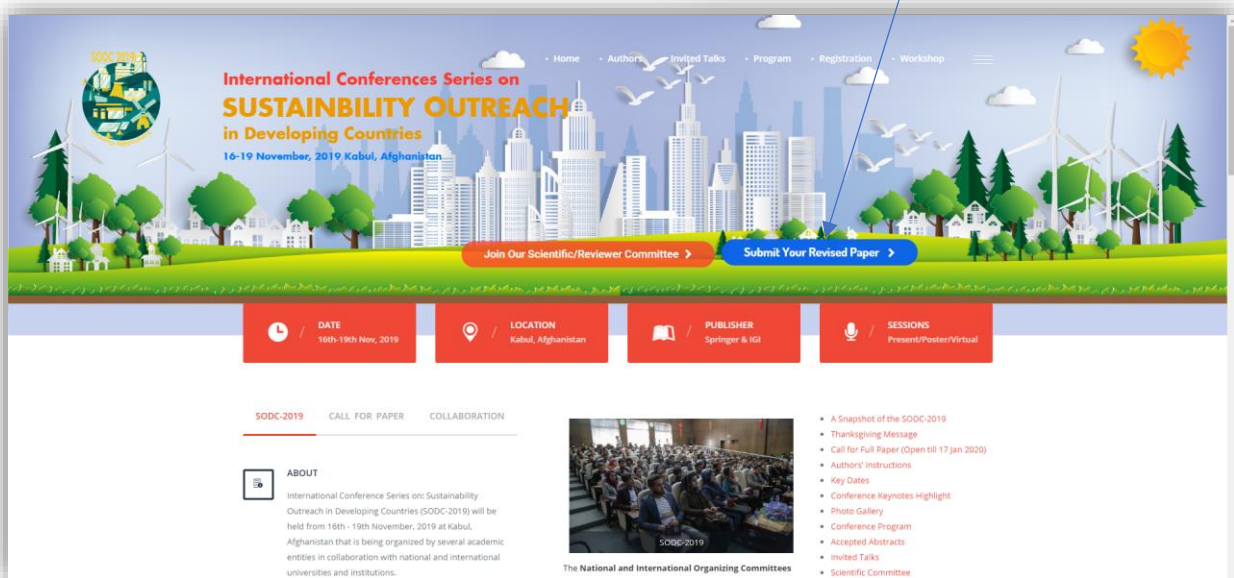 SODC 2019
• Home • Authors • Invited Talks • Program • Registration • Workshop
International Conferences Series on
SUSTAINBILITY OUTREACH
in Developing Countries
16-19 November, 2019 Kabul, Afghanistan
Join Our Scientific/Reviewer Committee >
Submit Your Revised Paper >
DATE
16th-19th Nov, 2019
LOCATION
Kabul, Afghanistan
PUBLISHER
Springer & IGI
SESSIONS
Present/Poster/Virtual
SODC-2019 CALL FOR PAPER COLLABORATION
ABOUT
International Conference Series on: Sustainability
Outreach in Developing Countries (SODC-2019) will be
held from 16th - 19th November, 2019 at Kabul,
Afghanistan that is being organized by several academic
entities in collaboration with national and international
universities and institutions.
SODC-2019
The National and International Organizing Committees
• A Snapshot of the SODC-2019
• Thanksgiving Message
• Call for Full Paper (Open till 17 Jan 2020)
• Authors' Instructions
• Key Dates
• Conference Keynotes Highlight
• Photo Gallery
• Conference Program
• Accepted Abstracts
• Invited Talks
• Scientific Committee